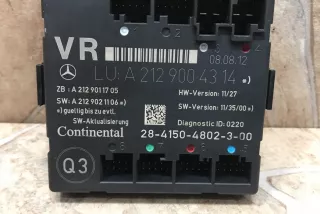 VR
08.08.12
LU: A 212 900 43 14 *)
ZB: A 212 901 17 05
HW-Version: 11/27
SW: A 212 902 11 06 *)
SW-Version: 11/35/00 *)
*) gueltig bis zu evtl.
SW-Aktualisierung
Diagnostic ID: 0220
Continental
28-4150-4802-3-00
Q3